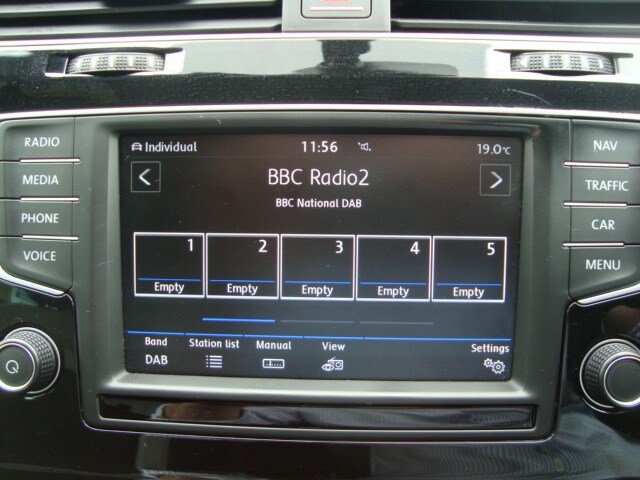 RADIO
MEDIA
PHONE
VOICE
Individual 11:56 19.0°C
BBC Radio2
BBC National DAB
1 2 3 4 5
Empty Empty Empty Empty Empty
Band Station list Manual View Settings
DAB
NAV
TRAFFIC
CAR
MENU